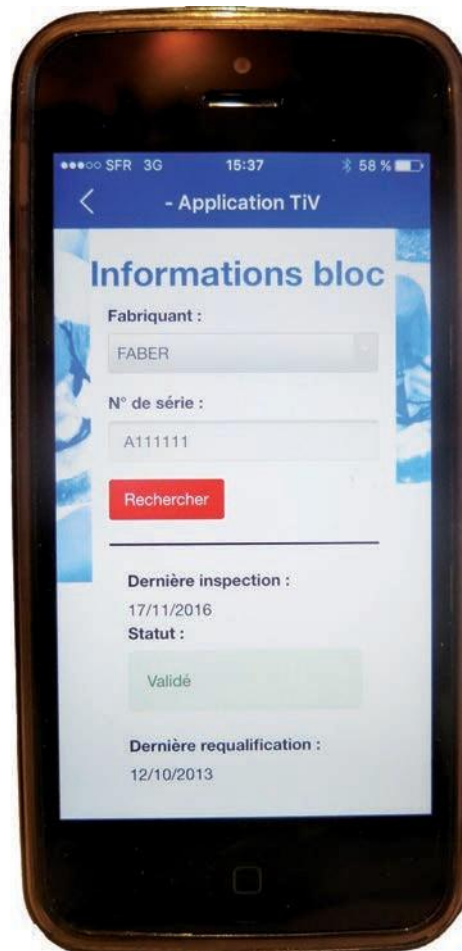 SFR 3G 15:37 58 %
- Application TiV
Informations bloc
Fabriquant :
FABER
N° de série :
A111111
Rechercher
Dernière inspection :
17/11/2016
Statut :
Validé
Dernière requalification :
12/10/2013